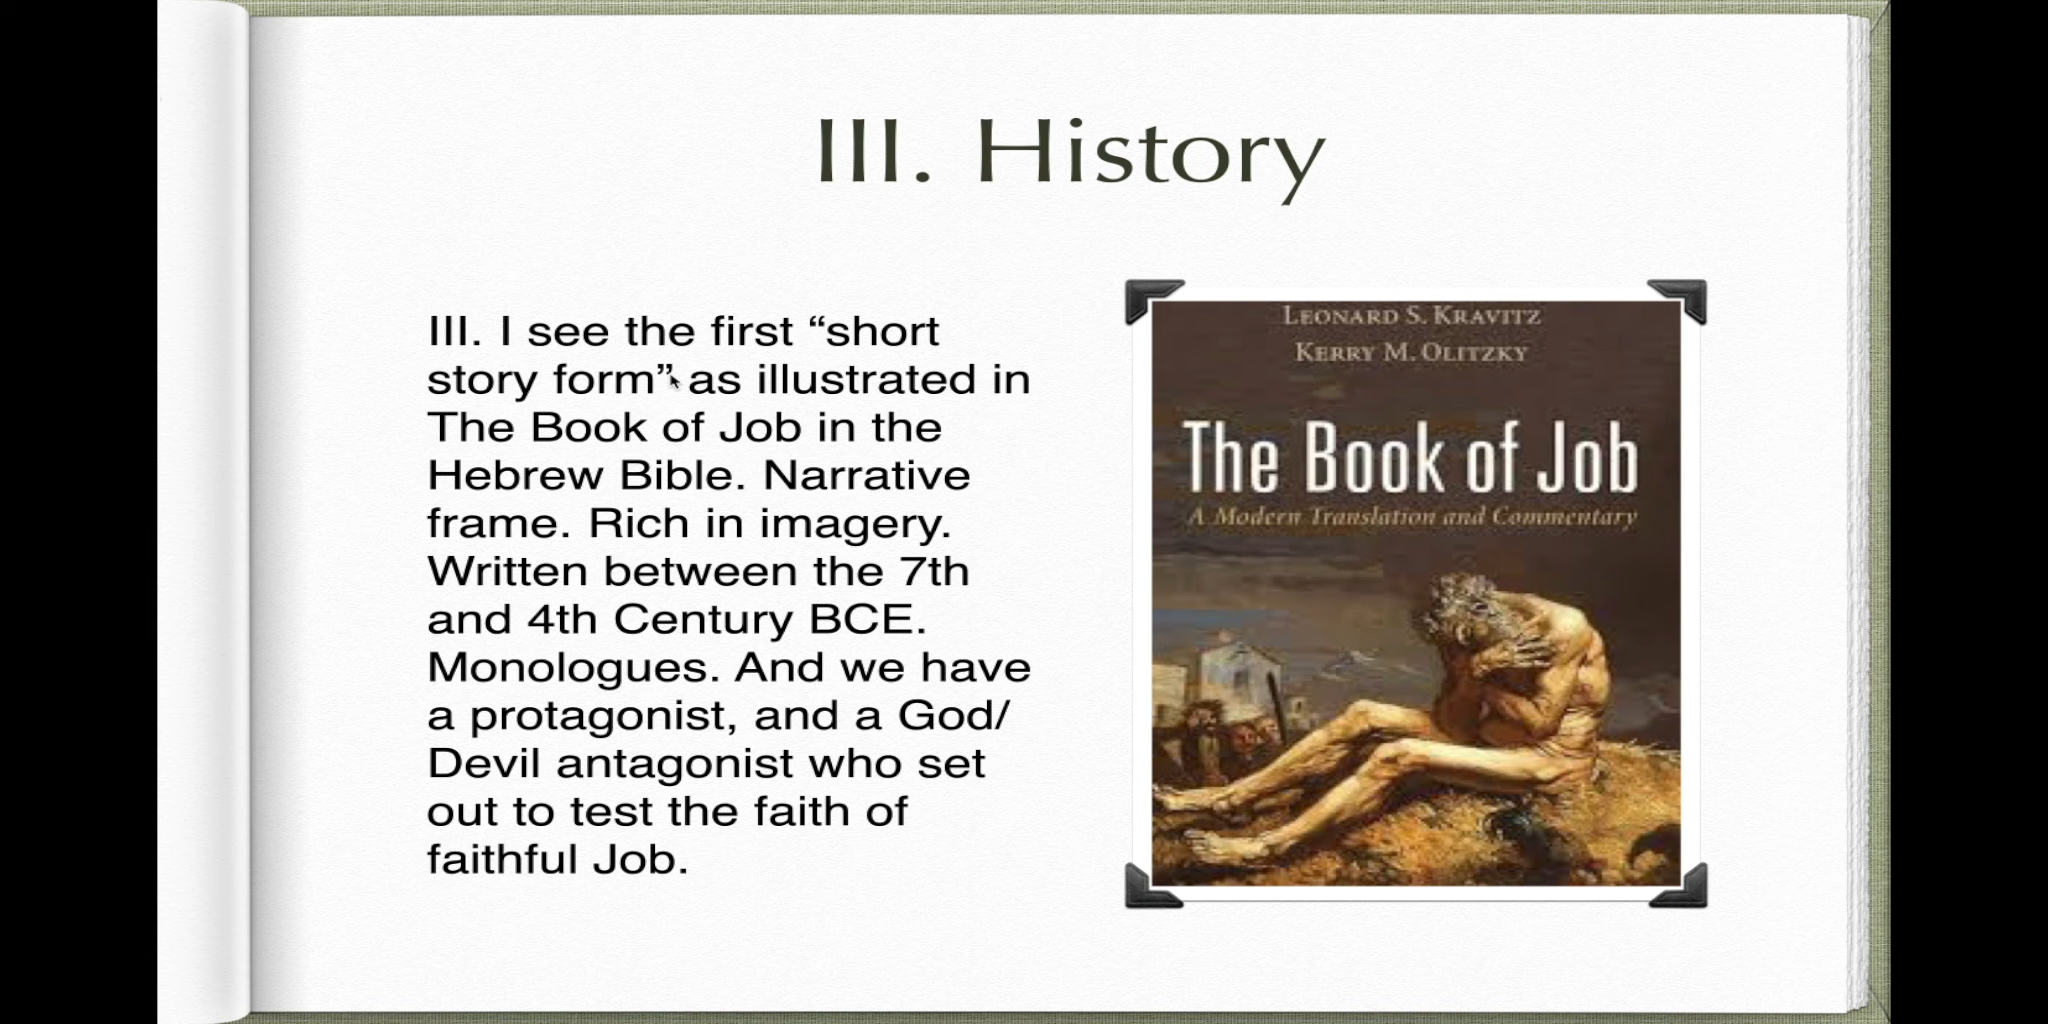 III. History
III. I see the first “short
story form” as illustrated in
The Book of Job in the
Hebrew Bible. Narrative
frame. Rich in imagery.
Written between the 7th
and 4th Century BCE.
Monologues. And we have
a protagonist, and a God/
Devil antagonist who set
out to test the faith of
faithful Job.
LEONARD S. KRAVITZ
KERRY M. OLITZKY
The Book of Job
A Modern Translation and Commentary